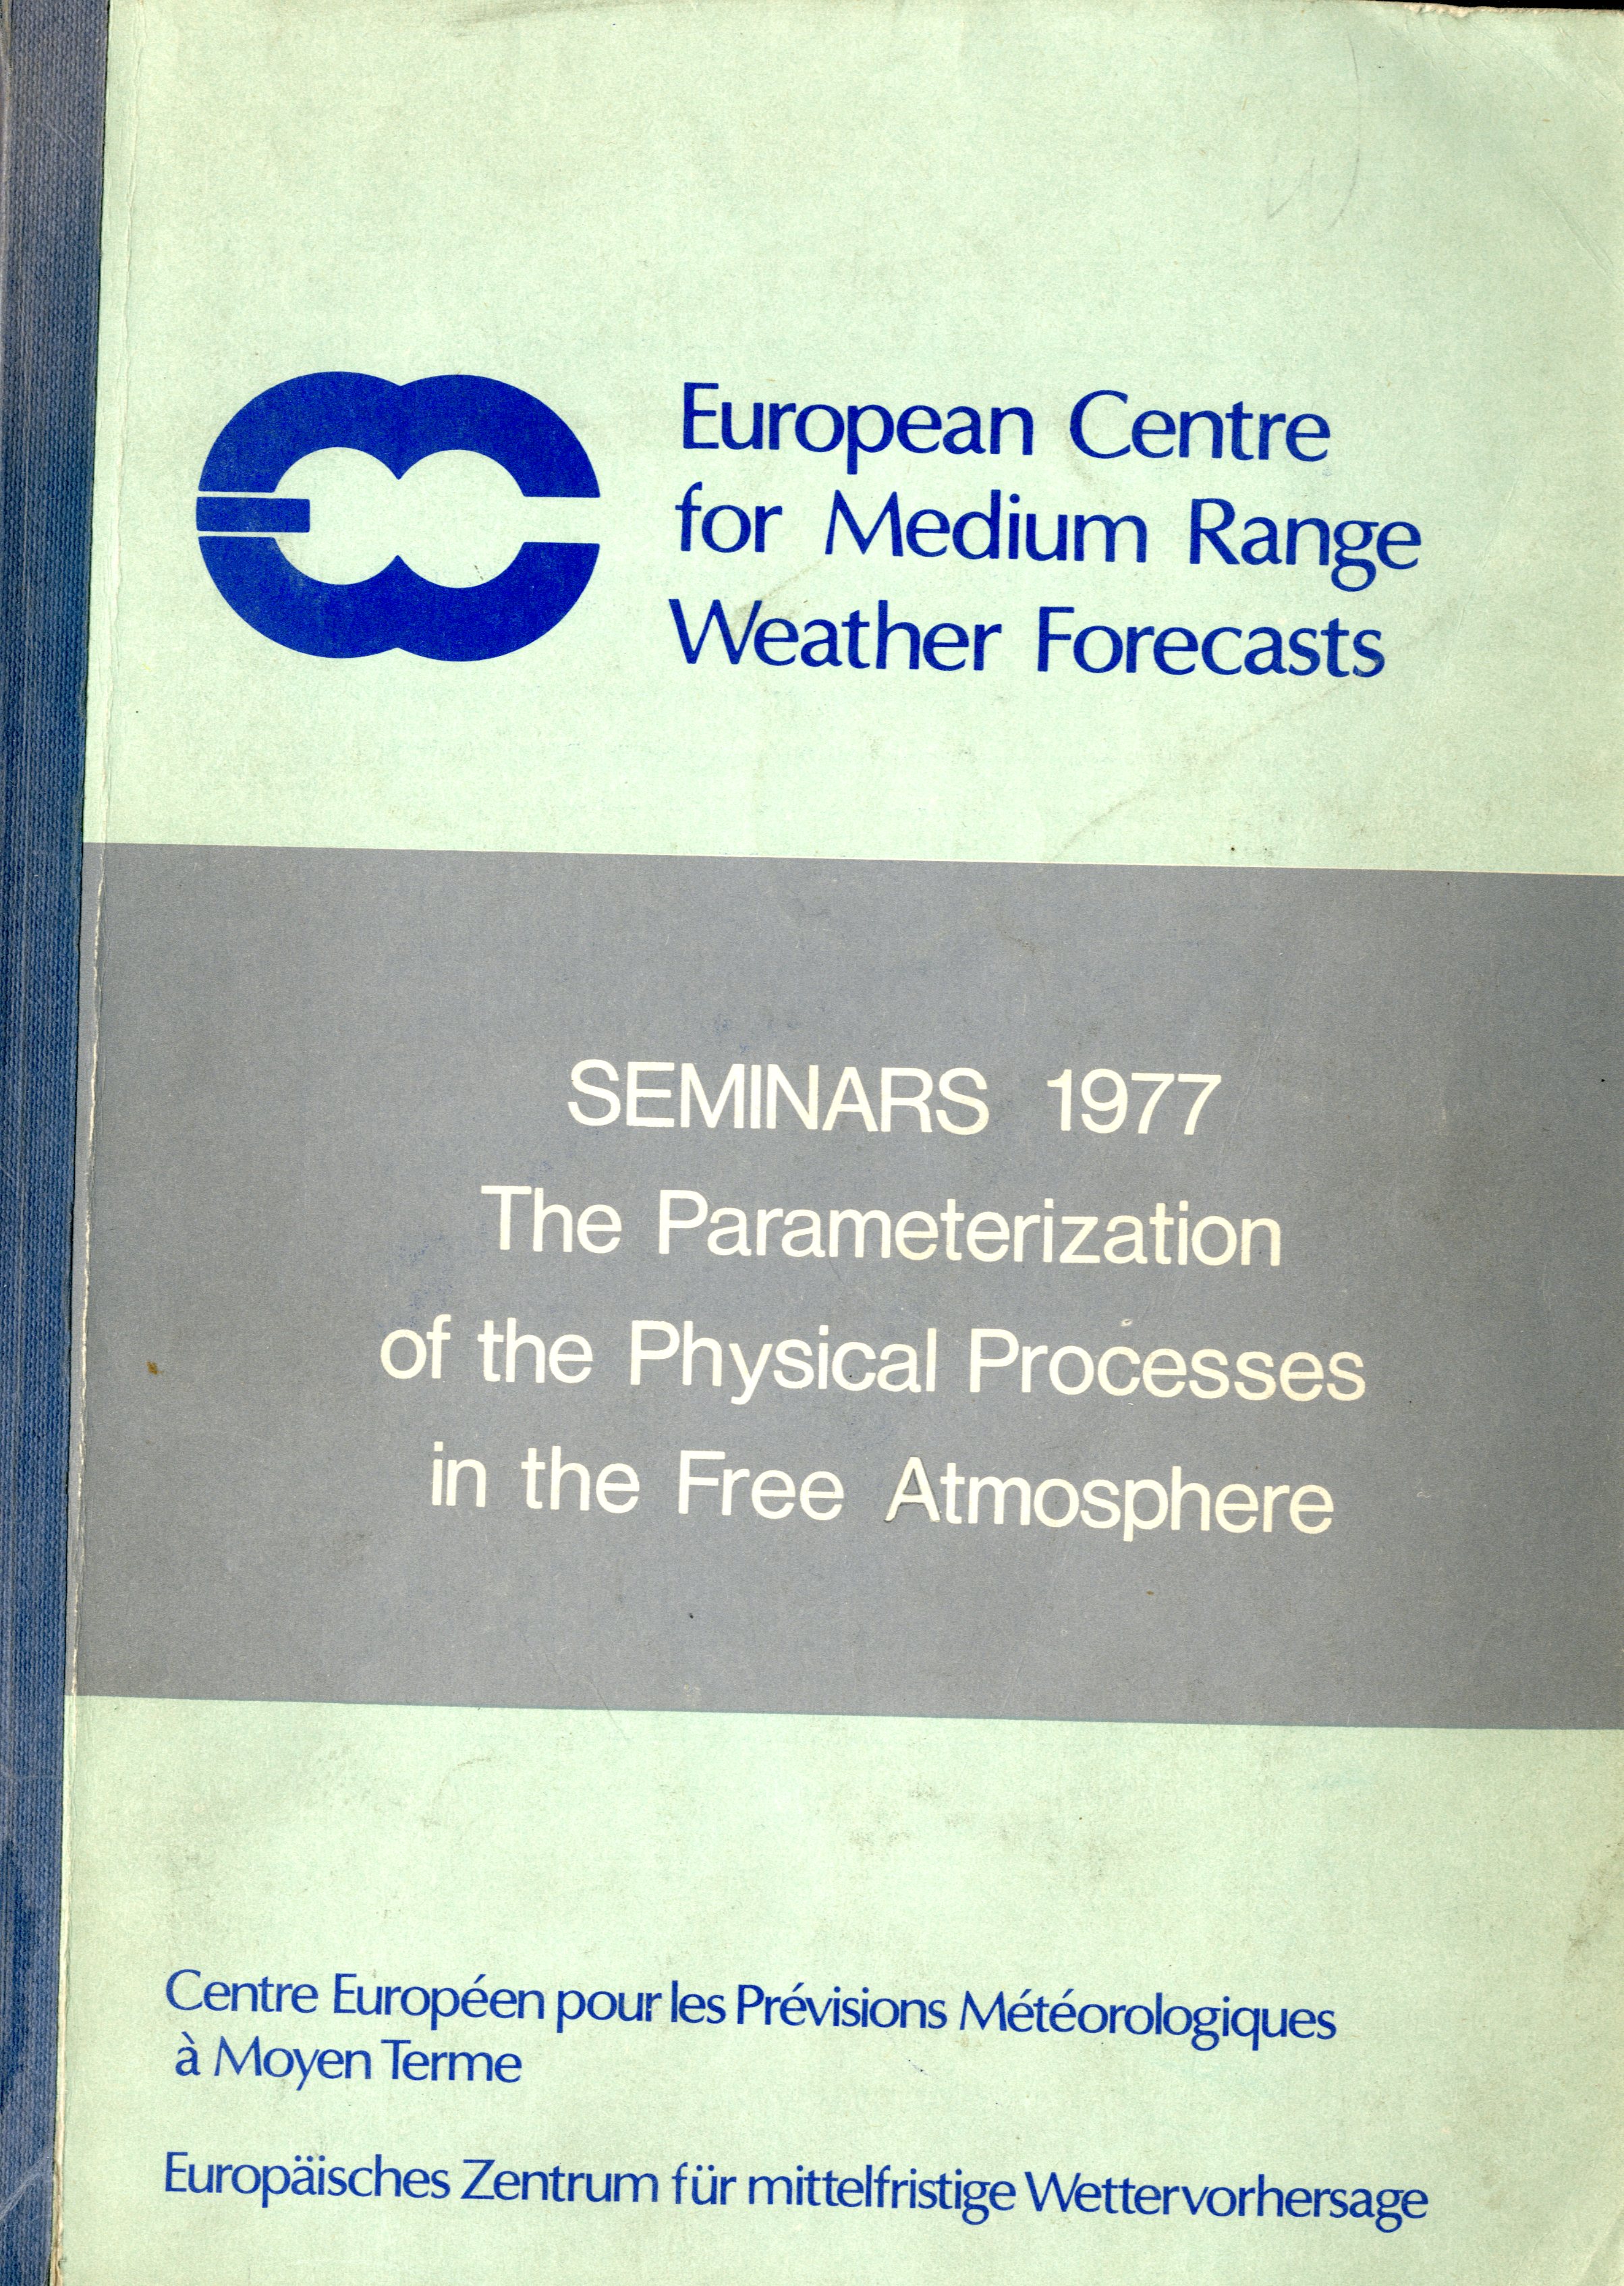 European Centre
for Medium Range
Weather Forecasts
SEMINARS 1977
The Parameterization
of the Physical Processes
in the Free Atmosphere
Centre Européen pour les Prévisions Météorologiques
à Moyen Terme
Europäisches Zentrum für mittelfristige Wettervorhersage